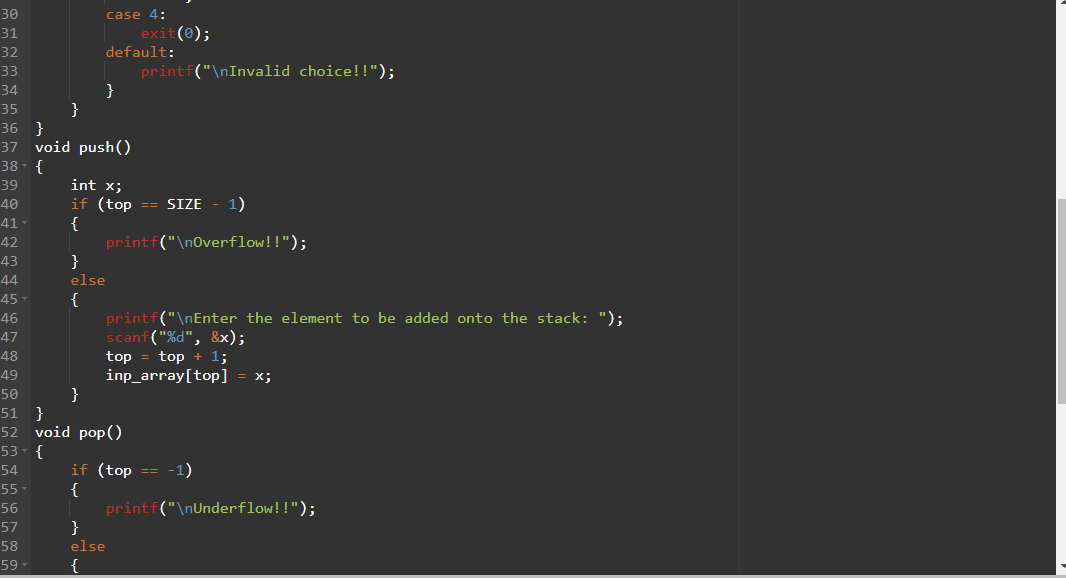 30         case 4:
31             exit(0);
32         default:
33             printf("\nInvalid choice!!");
34         }
35     }
36 }
37 void push()
38 {
39     int x;
40     if (top == SIZE - 1)
41     {
42         printf("\nOverflow!!");
43     }
44     else
45     {
46         printf("\nEnter the element to be added onto the stack: ");
47         scanf("%d", &x);
48         top = top + 1;
49         inp_array[top] = x;
50     }
51 }
52 void pop()
53 {
54     if (top == -1)
55     {
56         printf("\nUnderflow!!");
57     }
58     else
59     {